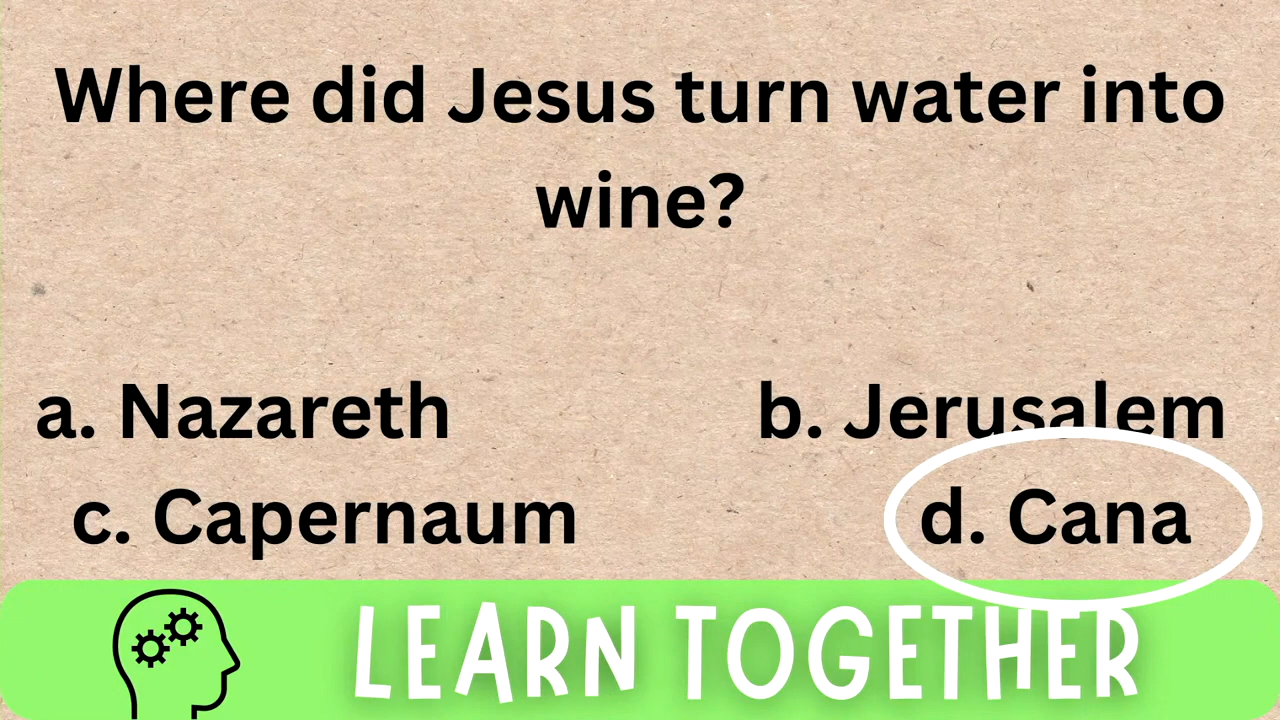 Where did Jesus turn water into
wine?
a. Nazareth b. Jerusalem
c. Capernaum d. Cana
LEARN TOGETHER